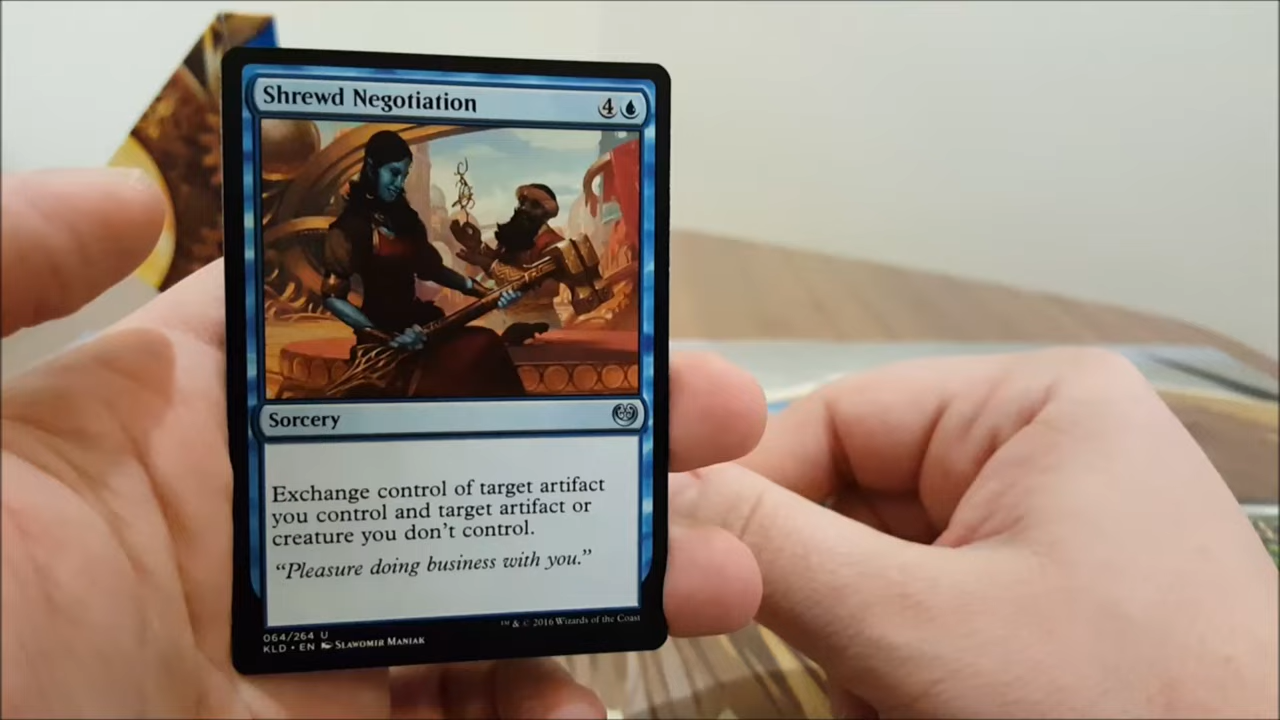 Shrewd Negotiation 4
Sorcery
Exchange control of target artifact
you control and target artifact or
creature you don't control.
"Pleasure doing business with you."
064/264 U
KLD • EN Slawomir Maniak
™ & © 2016 Wizards of the Coast